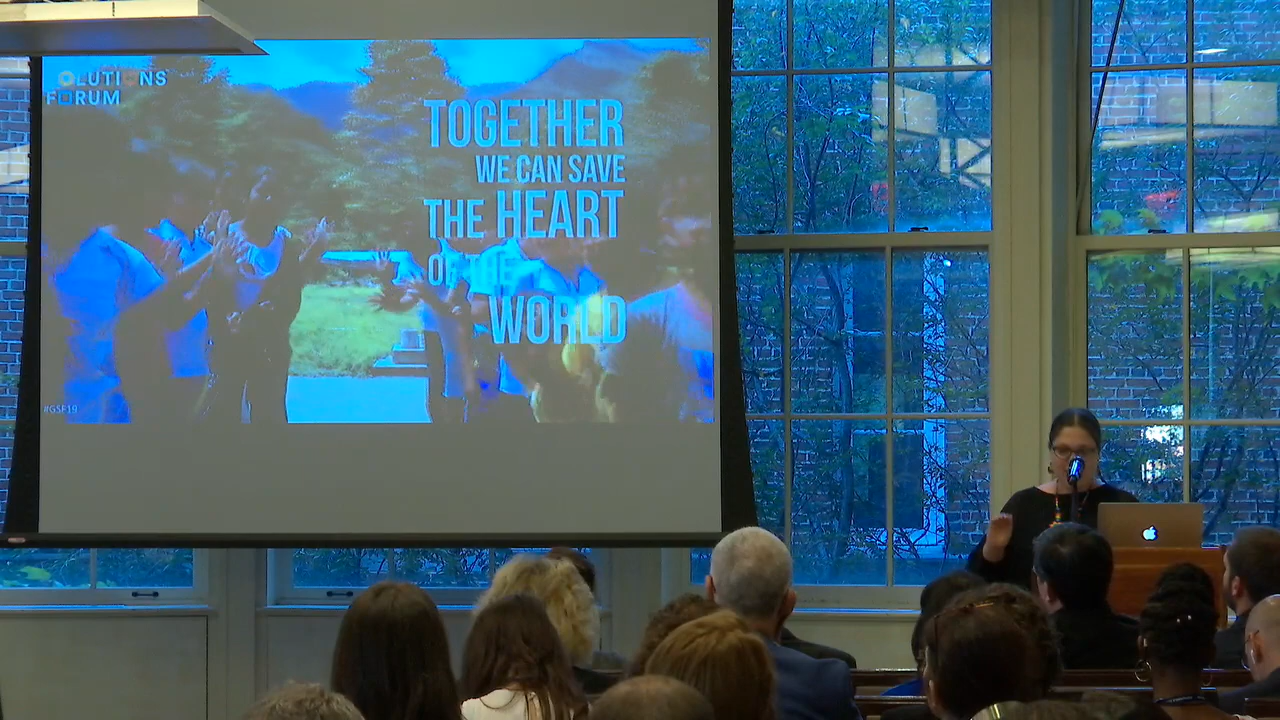 OLUTIONS
FORUM
TOGETHER
WE CAN SAVE
THE HEART
OF THE
WORLD
#GSF19